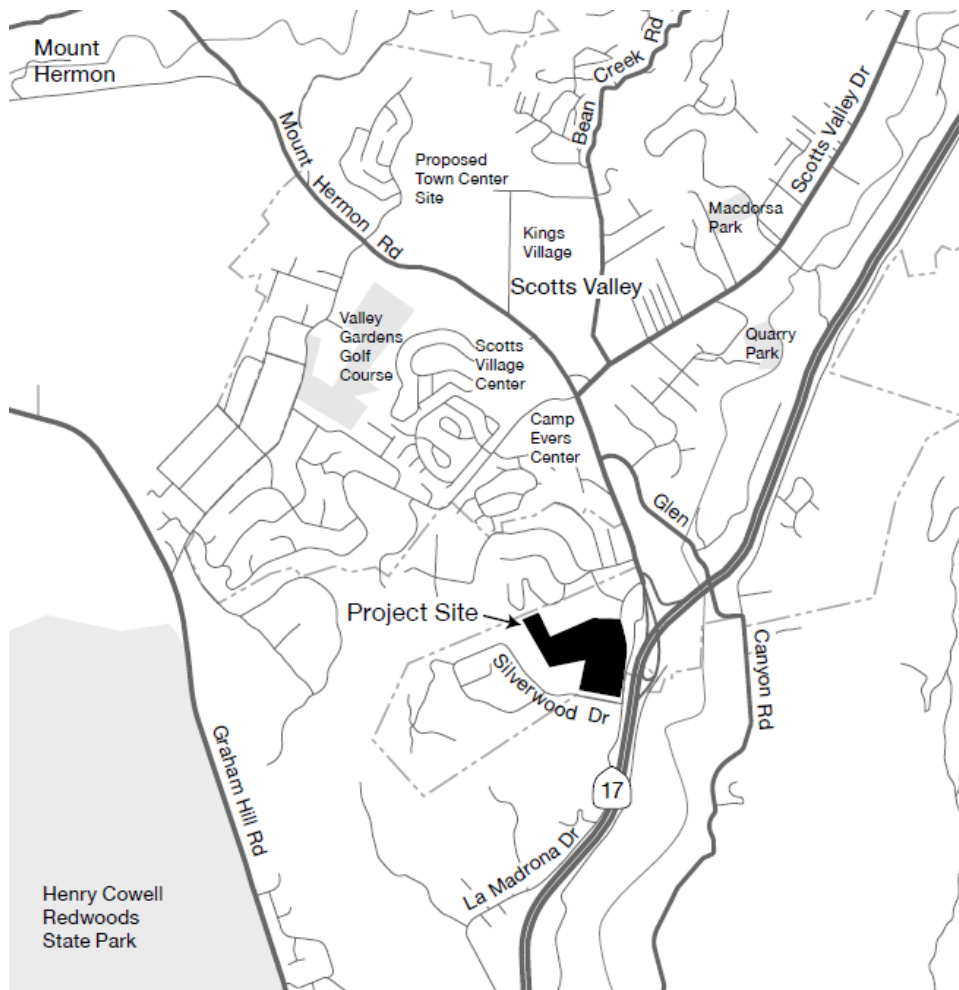 Mount
Hermon
Bean Creek Rd
Scotts Valley Dr
Mount Hermon Rd
Proposed
Town Center
Site
Macdorsa
Park
Kings
Village
Scotts Valley
Valley
Gardens
Golf
Course
Scotts
Village
Center
Quarry
Park
Camp
Evers
Center
Glen Canyon Rd
Project Site
Silverwood Dr
Graham Hill Rd
17
La Madrona Dr
Henry Cowell
Redwoods
State Park